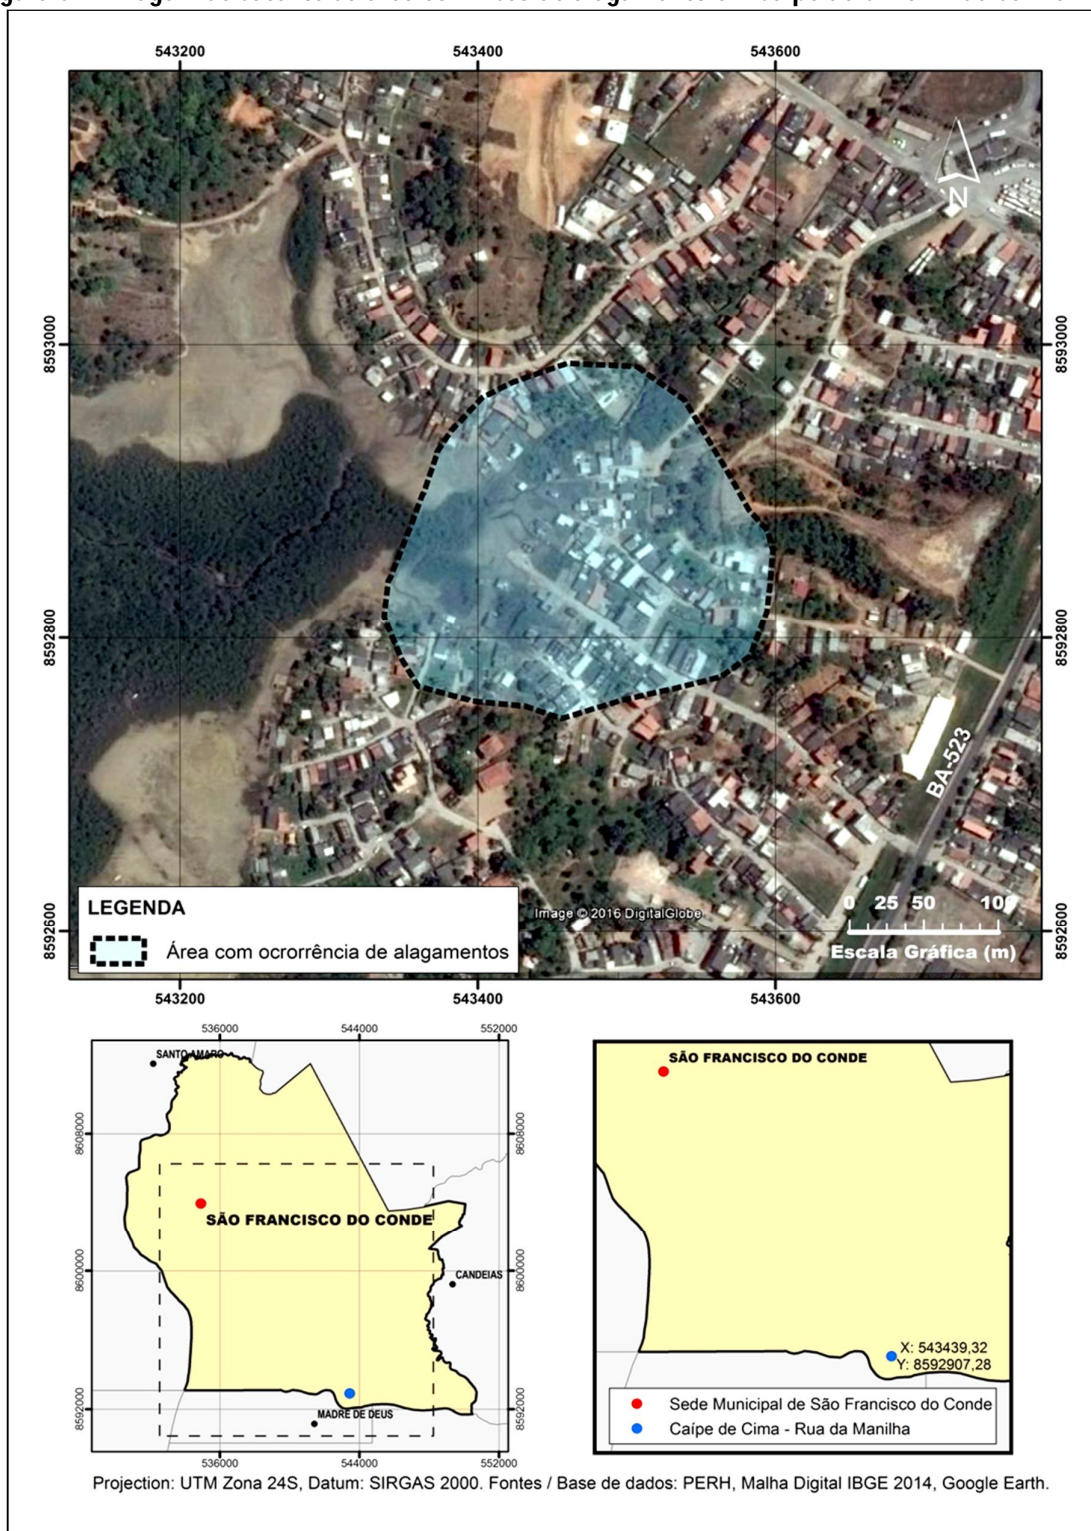 543200 543400 543600
N
8593000 8593000
8592800 8592800
BA-523
LEGENDA
Área com ocrorrência de alagamentos
Image © 2016 DigitalGlobe
0 25 50 100
Escala Gráfica (m)
8592600 8592600
543200 543400 543600
536000 544000 552000
SANTO AMARO
8608000 8608000
SÃO FRANCISCO DO CONDE
8600000 8600000
CANDEIAS
8592000 8592000
MADRE DE DEUS
536000 544000 552000
SÃO FRANCISCO DO CONDE
X: 543439,32
Y: 8592907,28
Sede Municipal de São Francisco do Conde
Caípe de Cima - Rua da Manilha
Projection: UTM Zona 24S, Datum: SIRGAS 2000. Fontes / Base de dados: PERH, Malha Digital IBGE 2014, Google Earth.